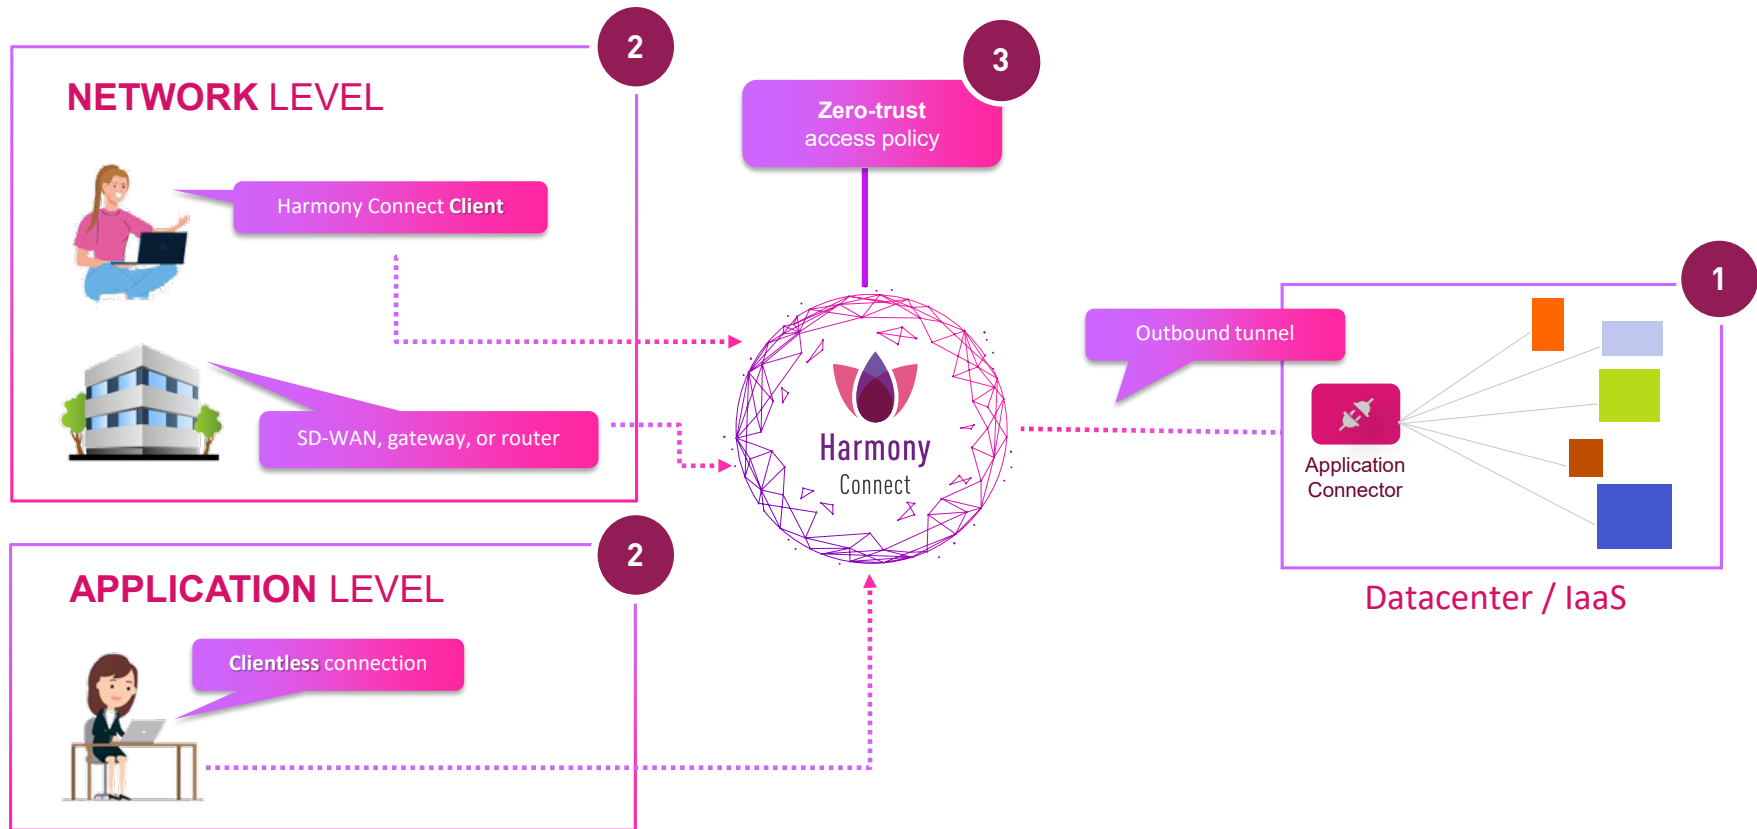 2
NETWORK LEVEL
Harmony Connect Client
SD-WAN, gateway, or router
2
APPLICATION LEVEL
Clientless connection
3
Zero-trust
access policy
Harmony
Connect
1
Outbound tunnel
Application
Connector
Datacenter / IaaS